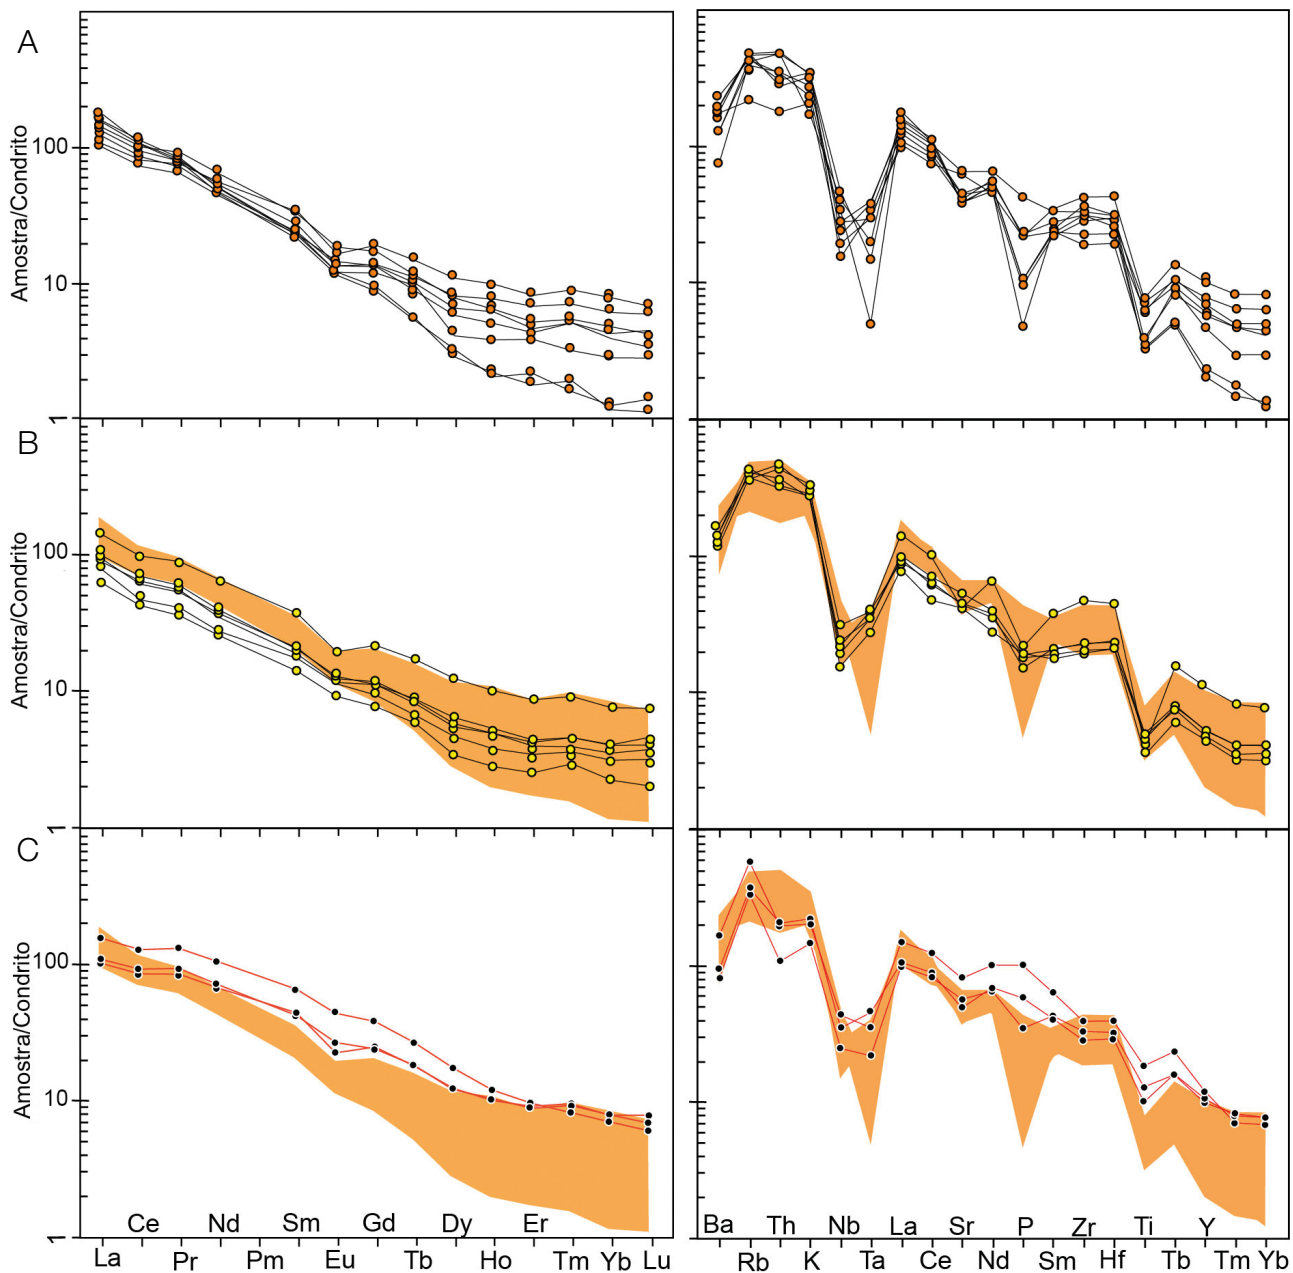 A
Amostra/Condrito
100
10
1
B
Amostra/Condrito
100
10
1
C
Amostra/Condrito
100
10
1
Ce Nd Sm Gd Dy Er
La Pr Pm Eu Tb Ho Tm Yb Lu
Ba Th Nb La Sr P Zr Ti Y
Rb K Ta Ce Nd Sm Hf Tb Tm Yb